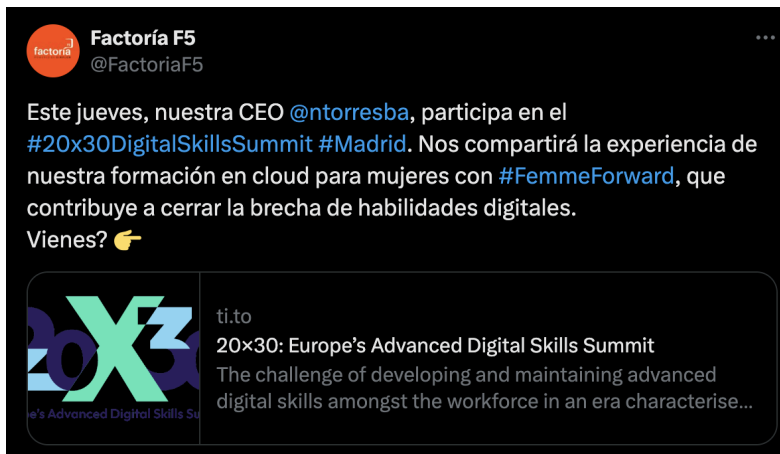 factoría
Factoría F5
@FactoriaF5
Este jueves, nuestra CEO @ntorresba, participa en el
#20x30DigitalSkillsSummit #Madrid. Nos compartirá la experiencia de
nuestra formación en cloud para mujeres con #FemmeForward, que
contribuye a cerrar la brecha de habilidades digitales.
Vienes? 👉
20X30
e's Advanced Digital Skills Su
ti.to
20×30: Europe's Advanced Digital Skills Summit
The challenge of developing and maintaining advanced
digital skills amongst the workforce in an era characterise...